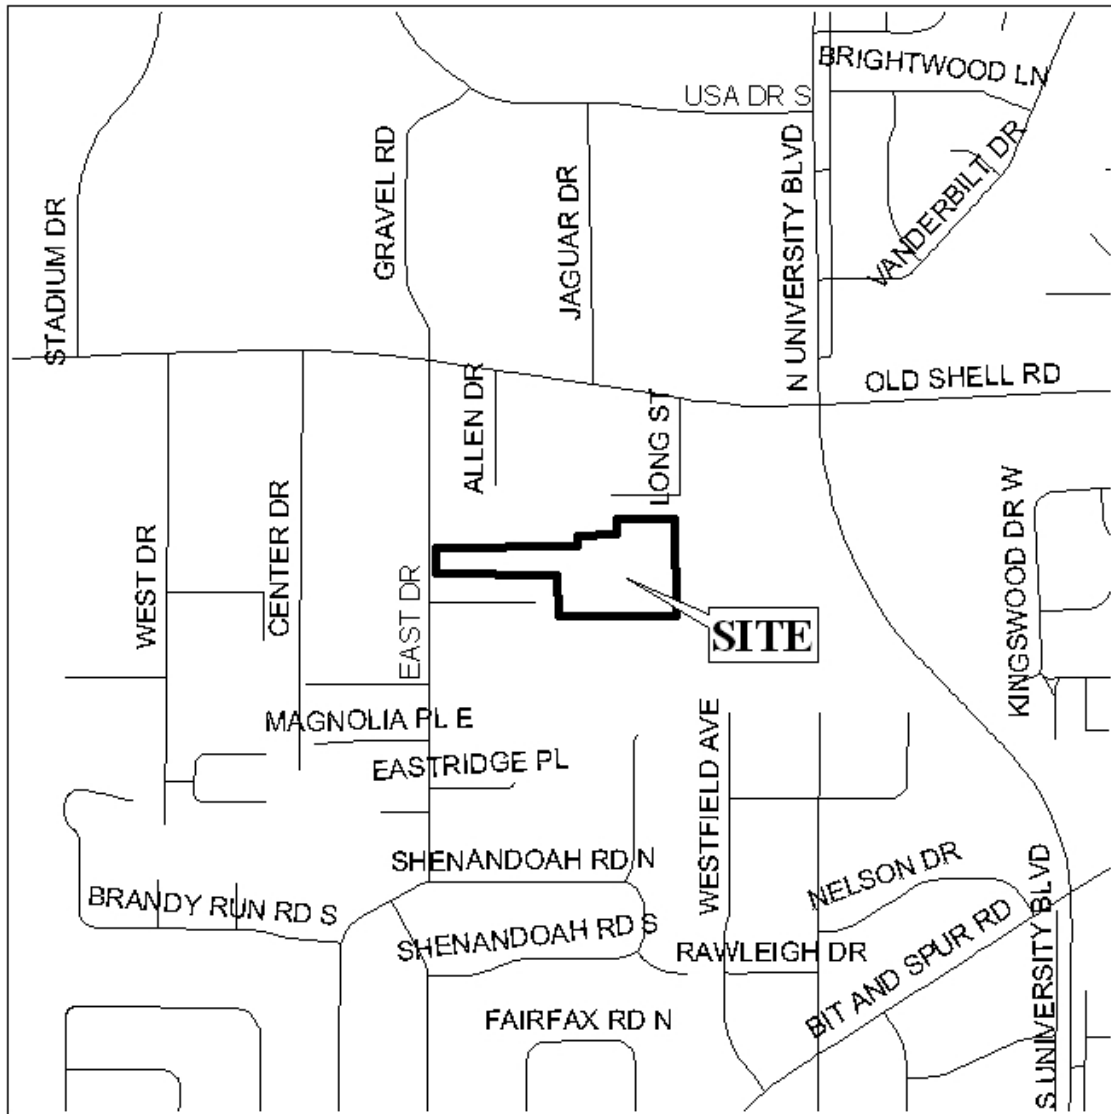 BRIGHTWOOD LN
USA DR S
GRAVEL RD
N UNIVERSITY BLVD
VANDERBILT DR
JAGUAR DR
STADIUM DR
OLD SHELL RD
ALLEN DR
LONG ST
KINGSWOOD DR W
CENTER DR
WEST DR
EAST DR
SITE
MAGNOLIA PL E
EASTRIDGE PL
WESTFIELD AVE
SHENANDOAH RD N
NELSON DR
BRANDY RUN RD S
SHENANDOAH RD S
RAWLEIGH DR
BIT AND SPUR RD
S UNIVERSITY BLVD
FAIRFAX RD N